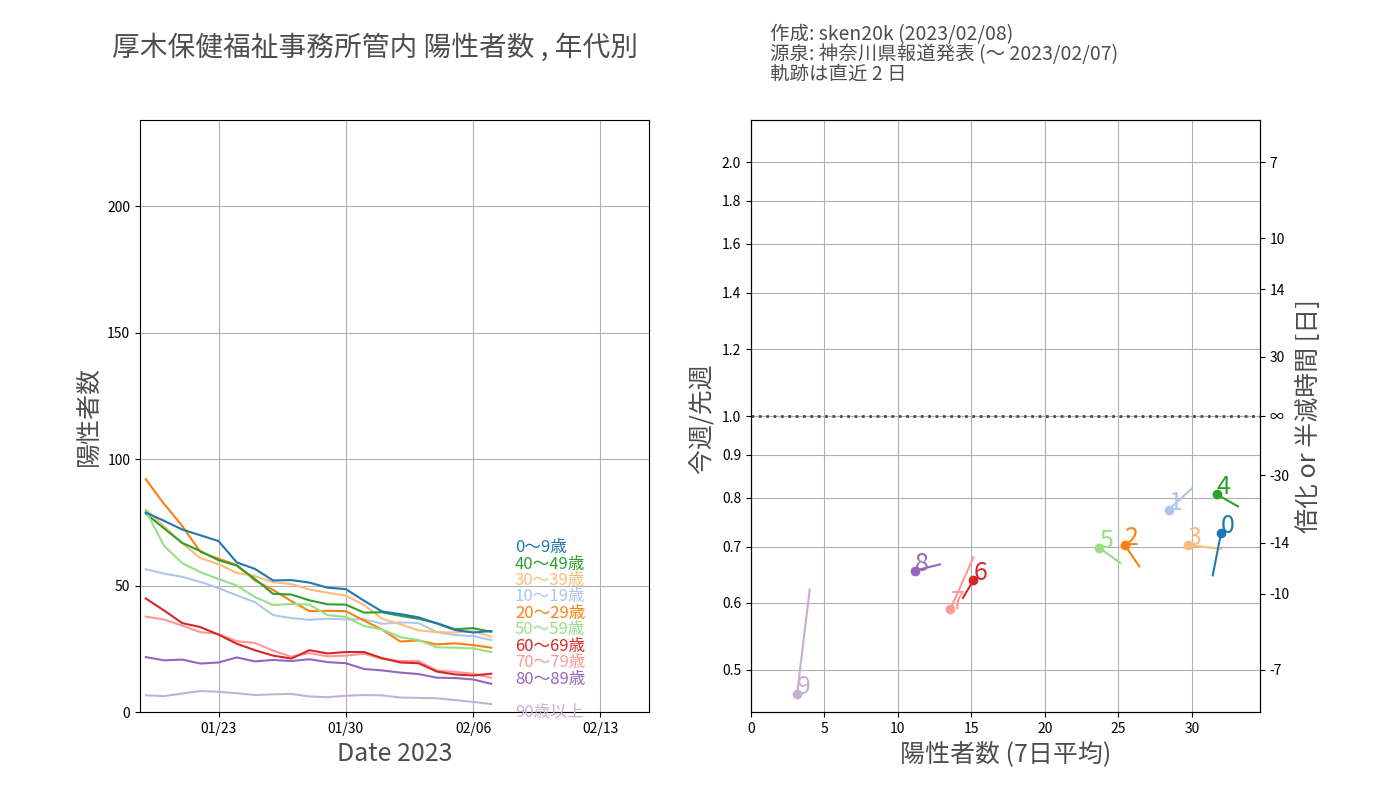 厚木保健福祉事務所管内 陽性者数 , 年代別
作成: sken20k (2023/02/08)
源泉: 神奈川県報道発表 (〜 2023/02/07)
軌跡は直近 2 日
陽性者数
200
150
100
50
0
01/23
01/30
02/06
02/13
Date 2023
0〜9歳
40〜49歳
30〜39歳
10〜19歳
20〜29歳
50〜59歳
60〜69歳
70〜79歳
80〜89歳
90歳以上
今週/先週
2.0
1.8
1.6
1.4
1.2
1.0
0.9
0.8
0.7
0.6
0.5
0
5
10
15
20
25
30
陽性者数 (7日平均)
7
10
14
30
∞
-30
-14
-10
-7
倍化 or 半減時間 [日]
4
1
0
5
2
3
8
6
7
9